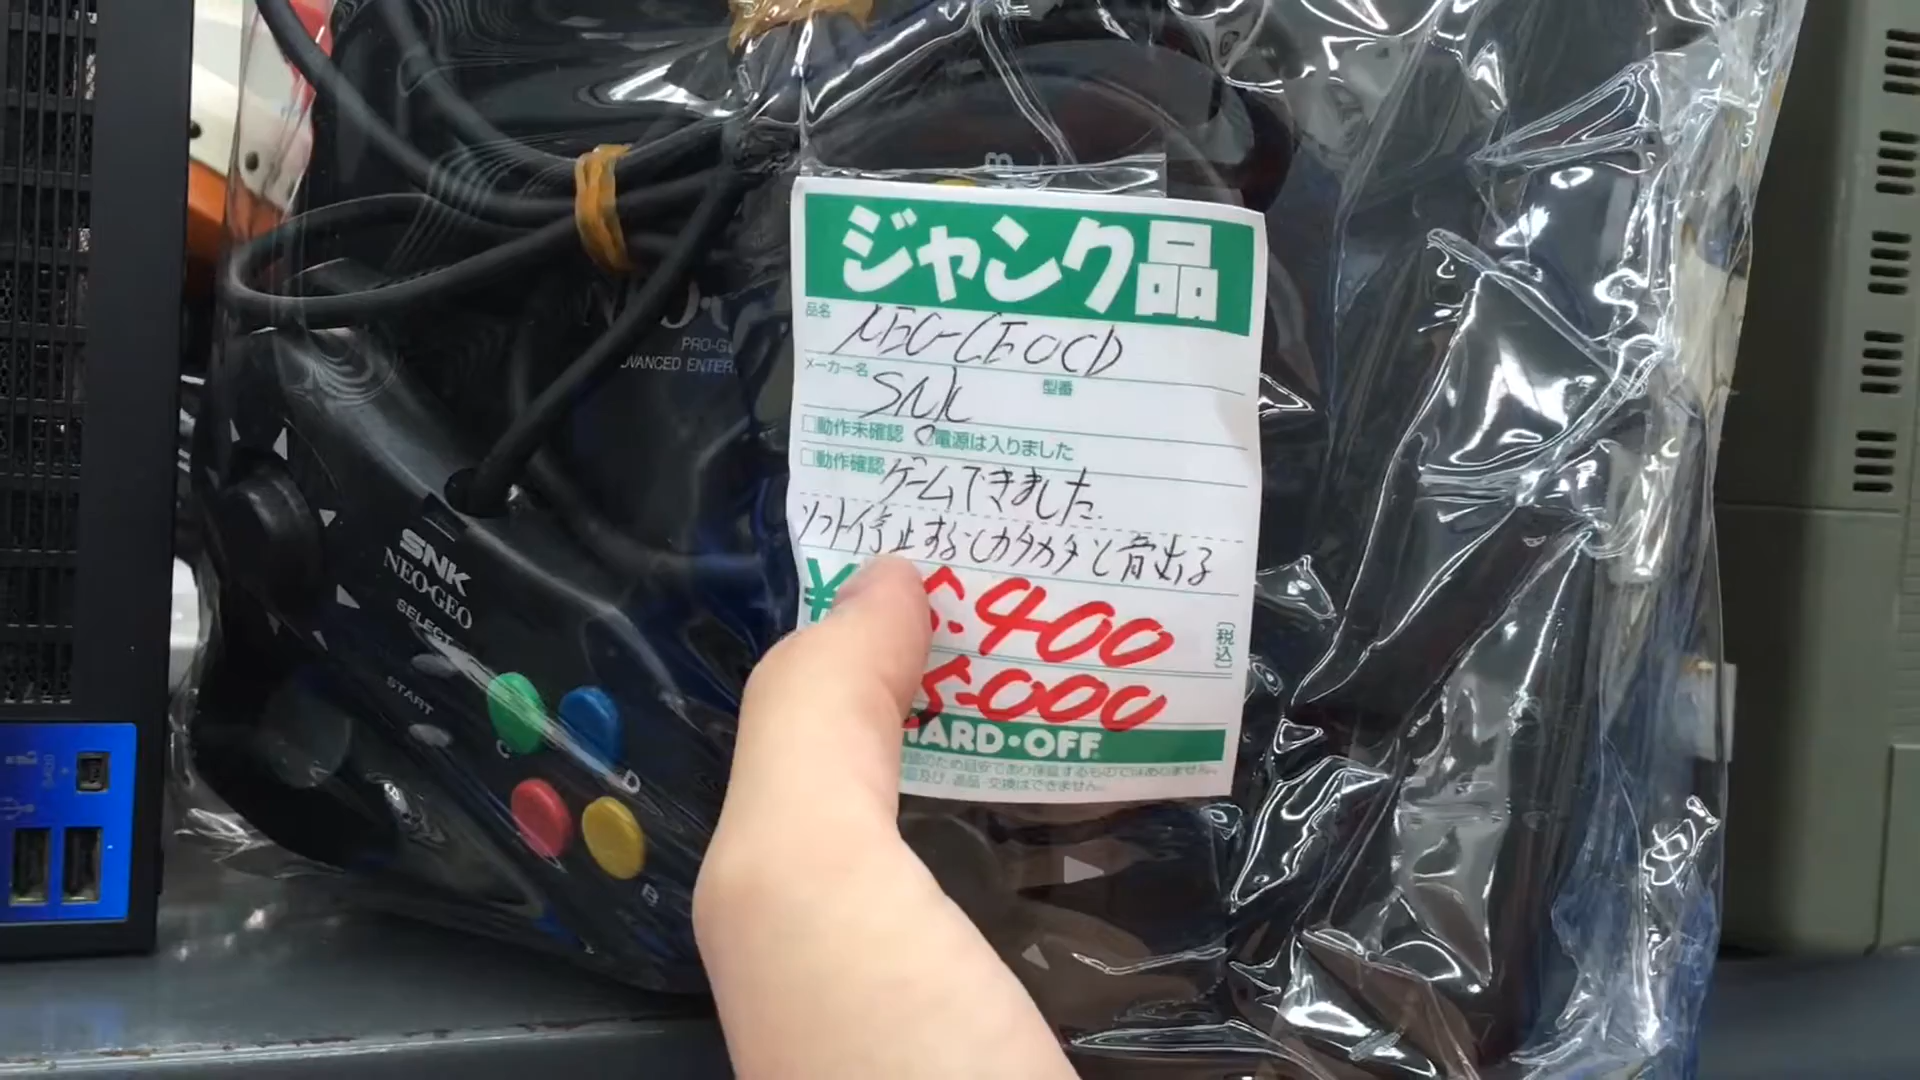 ジャンク品
品名 NEO-GEOCD
メーカー名 SNK 型番
□動作未確認 □電源は入りました
□動作確認 ゲームできました.
ソフト停止するとカタカタと音出る
¥ 5.400 〔税込〕
5.000
HARD・OFF
PRO-G
ADVANCED ENTER
SNK
NEO·GEO
SELECT
START
C
D
B